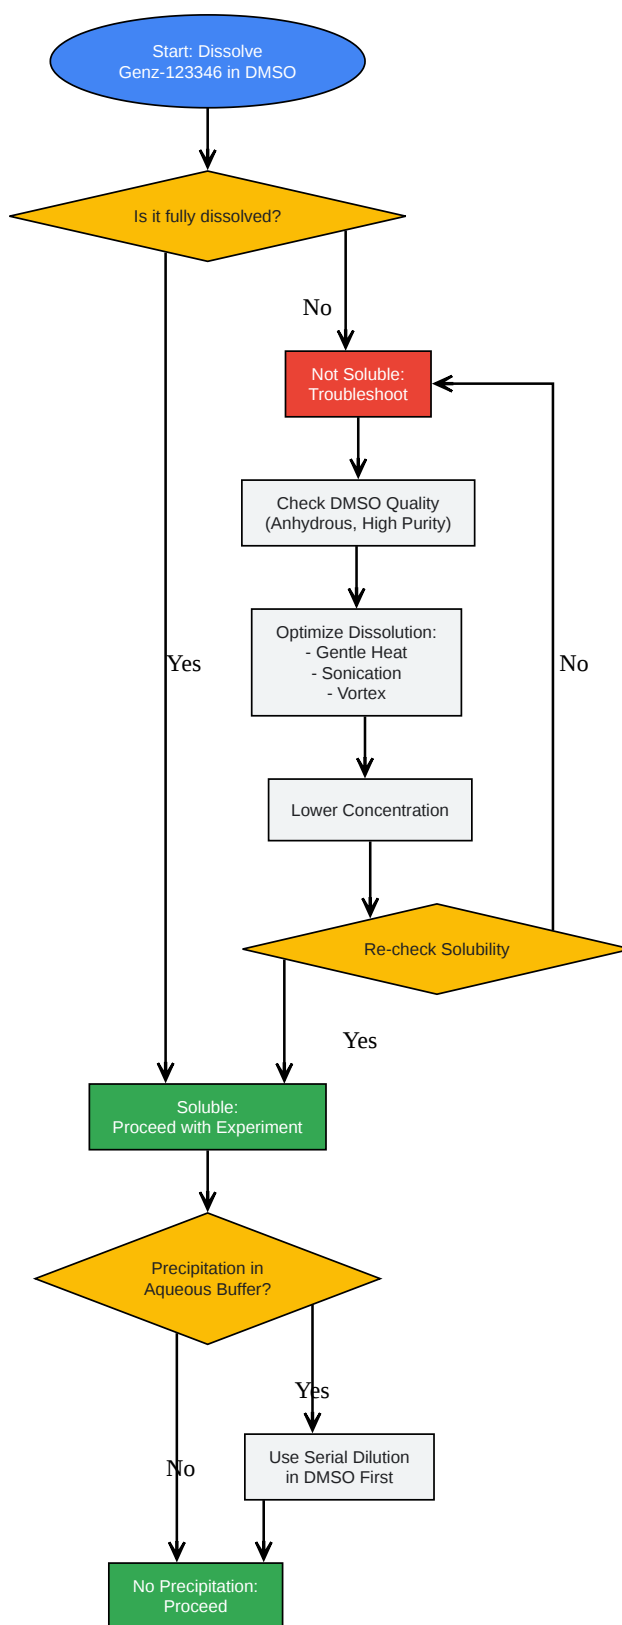 Start: Dissolve
Genz-123346 in DMSO
Is it fully dissolved?
No
Not Soluble:
Troubleshoot
Check DMSO Quality
(Anhydrous, High Purity)
Optimize Dissolution:
- Gentle Heat
- Sonication
- Vortex
Yes
No
Lower Concentration
Re-check Solubility
Yes
Soluble:
Proceed with Experiment
Precipitation in
Aqueous Buffer?
Yes
Use Serial Dilution
in DMSO First
No
No Precipitation:
Proceed